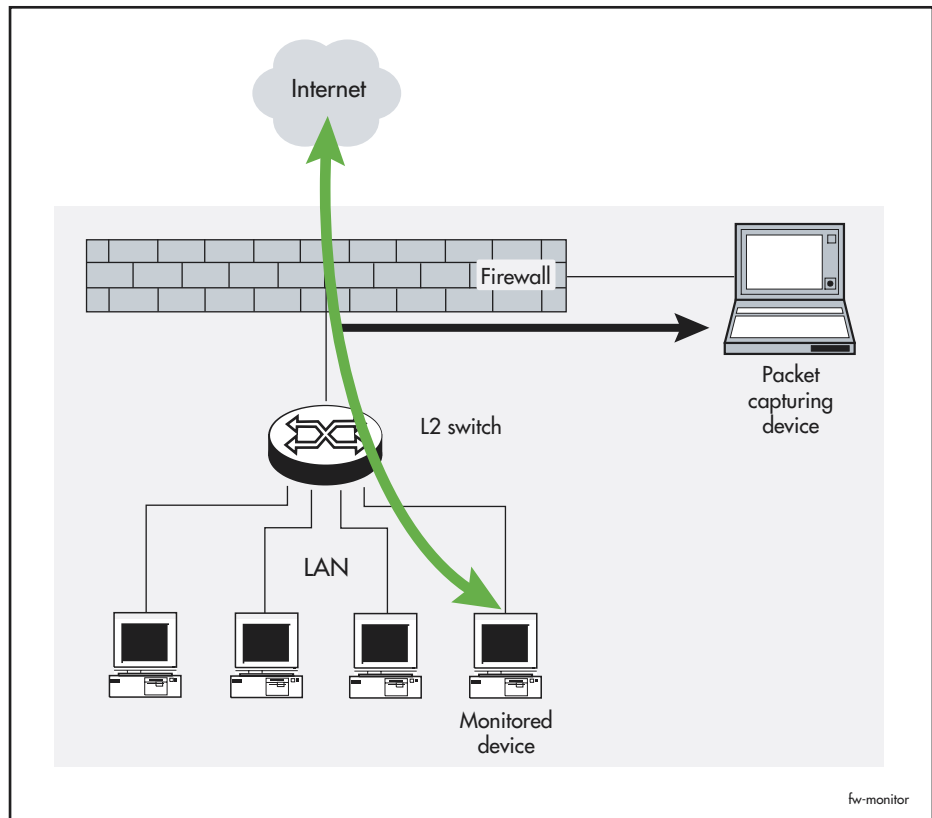 Internet
Firewall
Packet
capturing
device
L2 switch
LAN
Monitored
device
fw-monitor